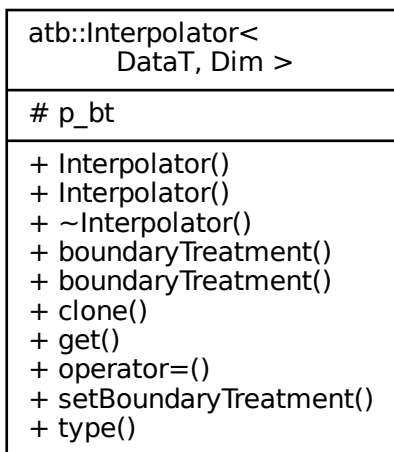 atb::Interpolator<
DataT, Dim >
# p_bt
+ Interpolator()
+ Interpolator()
+ ~Interpolator()
+ boundaryTreatment()
+ boundaryTreatment()
+ clone()
+ get()
+ operator=()
+ setBoundaryTreatment()
+ type()